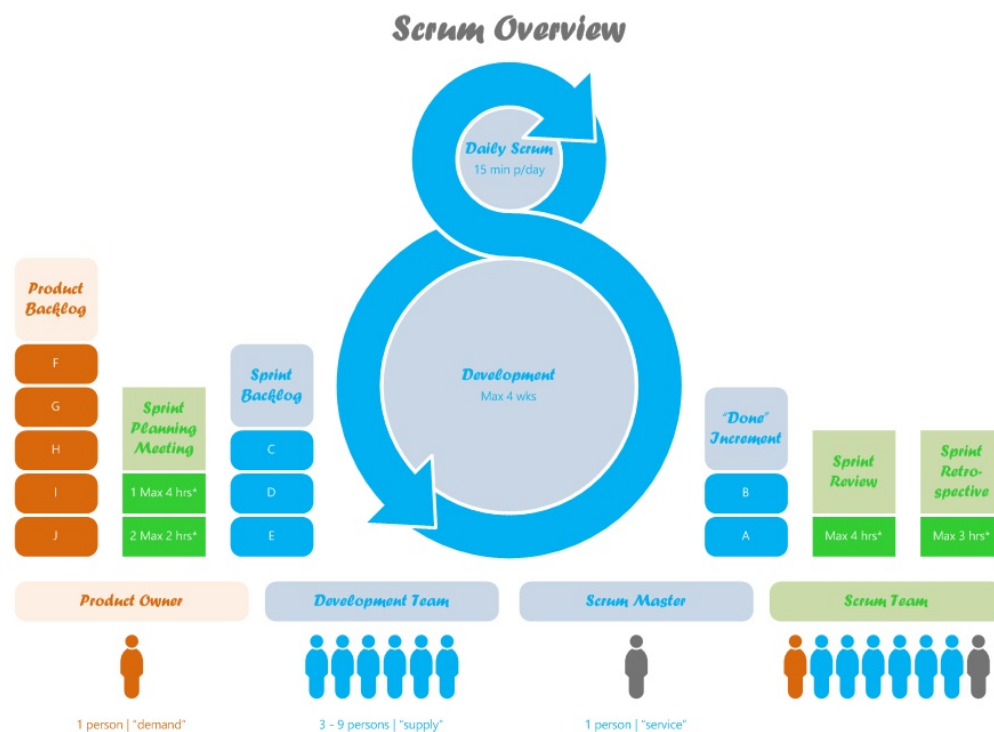 Scrum Overview
Daily Scrum
15 min p/day
Product
Backlog
F
G
H
I
J
Sprint
Planning
Meeting
1 Max 4 hrs*
2 Max 2 hrs*
Sprint
Backlog
C
D
E
Development
Max 4 wks
"Done"
Increment
B
A
Sprint
Review
Max 4 hrs*
Sprint
Retro-
spective
Max 3 hrs*
Product Owner
1 person | "demand"
Development Team
3 - 9 persons | "supply"
Scrum Master
1 person | "service"
Scrum Team